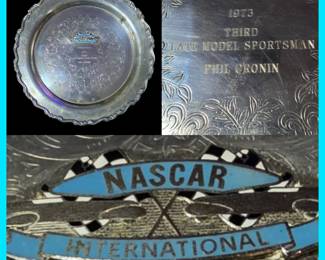 1973
THIRD
LATE MODEL SPORTSMAN
PHIL CRONIN
NASCAR
INTERNATIONAL